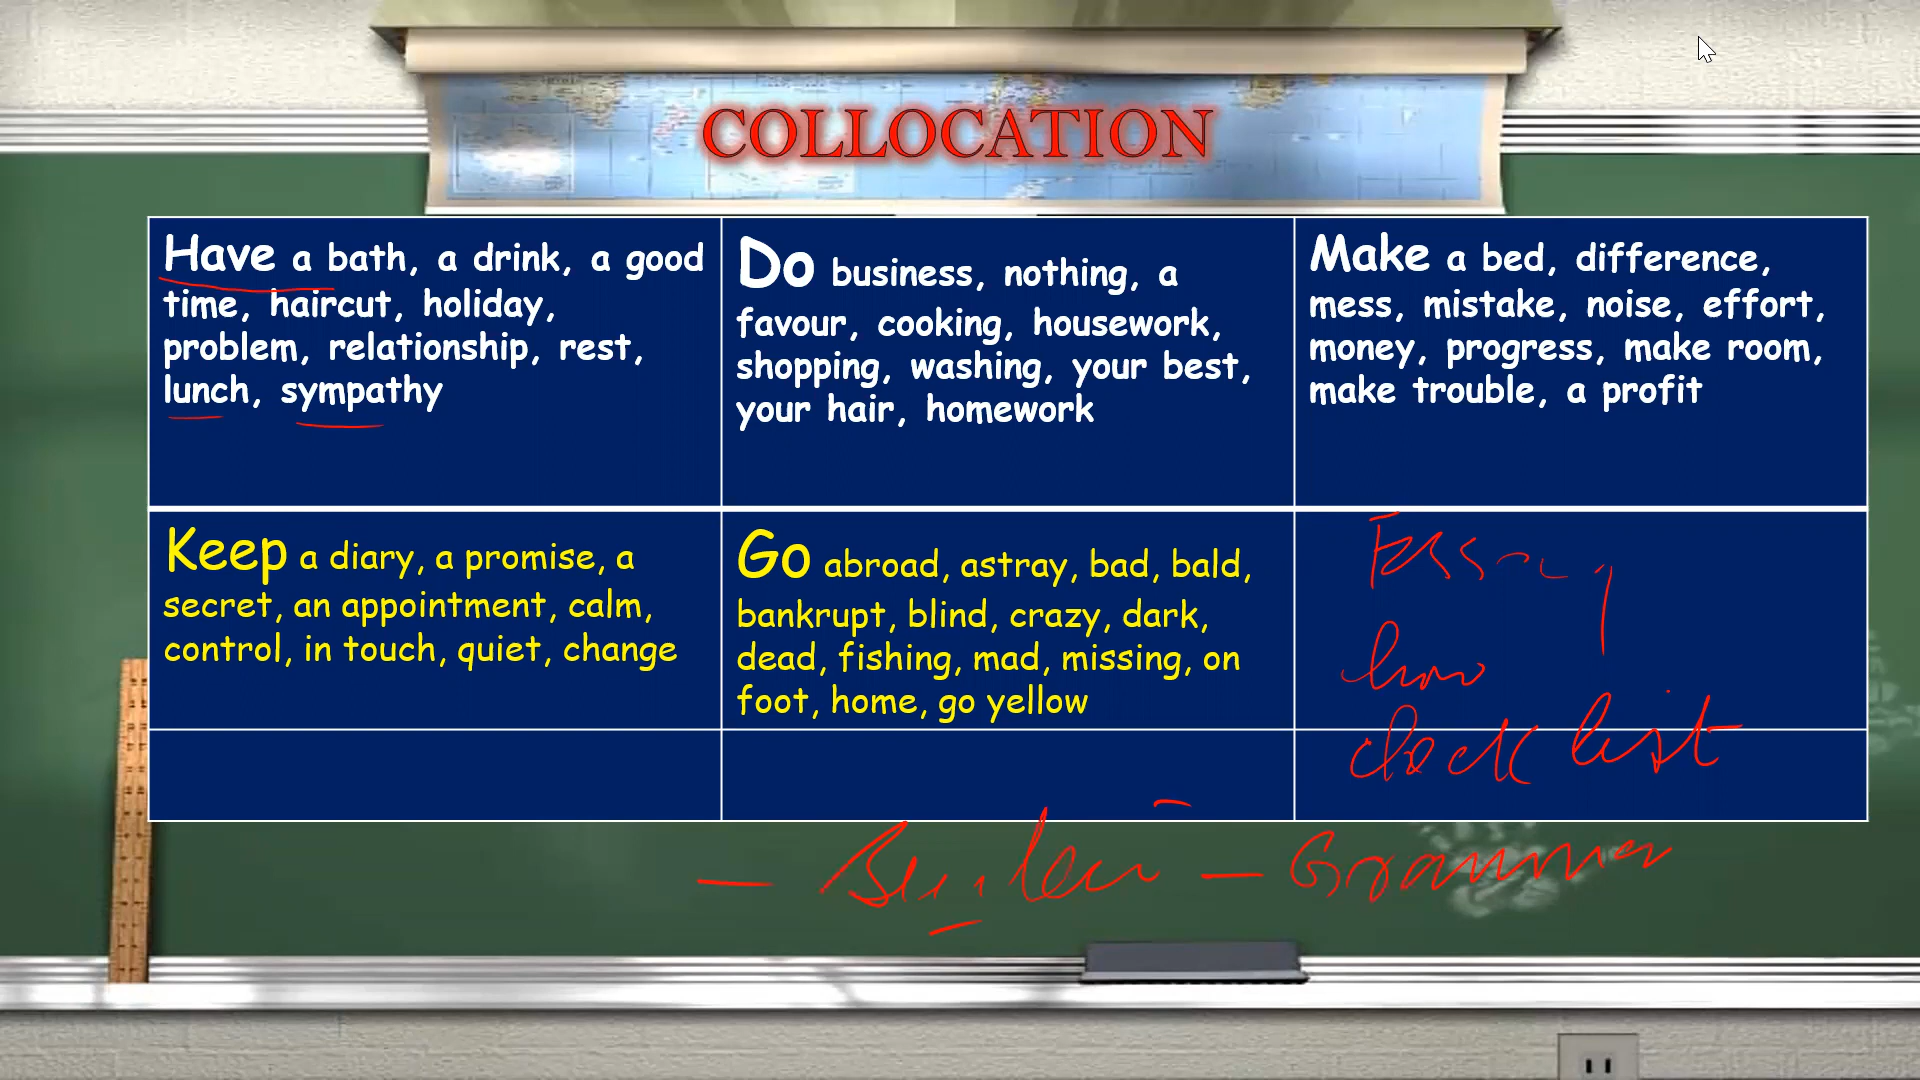 COLLOCATION
Have a bath, a drink, a good
time, haircut, holiday,
problem, relationship, rest,
lunch, sympathy
Do business, nothing, a
favour, cooking, housework,
shopping, washing, your best,
your hair, homework
Make a bed, difference,
mess, mistake, noise, effort,
money, progress, make room,
make trouble, a profit
Keep a diary, a promise, a
secret, an appointment, calm,
control, in touch, quiet, change
Go abroad, astray, bad, bald,
bankrupt, blind, crazy, dark,
dead, fishing, mad, missing, on
foot, home, go yellow
list
Grammar